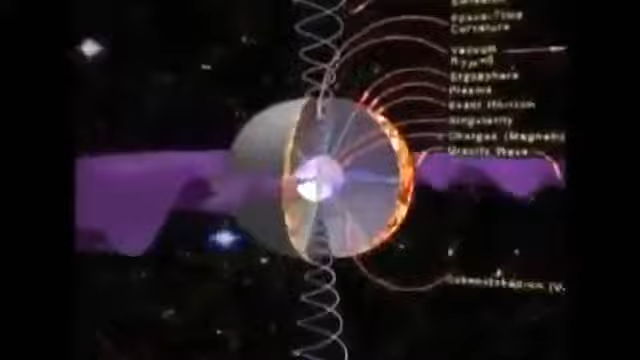 Space-Time
Curvature
Vacuum
Ergosphere
Plasma
Event Horizon
Singularity
Charges (Magnetic
Gravity Wave